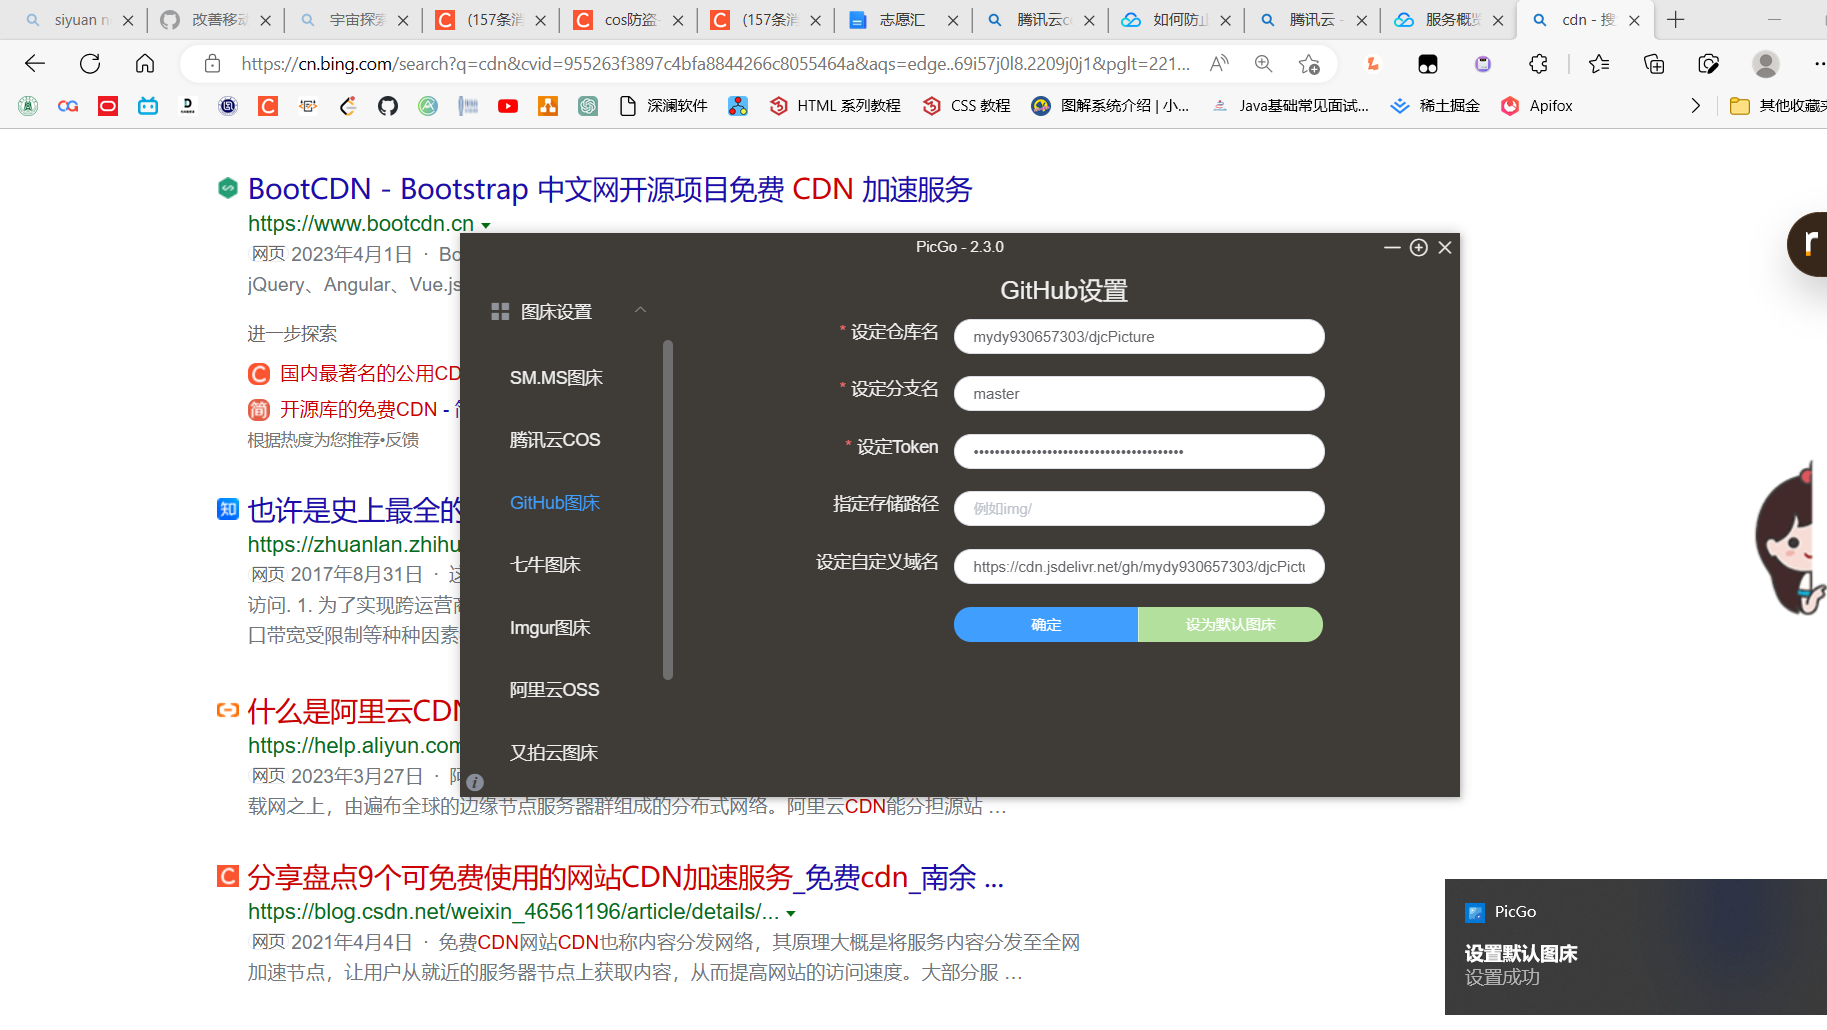 siyuan n
改善移动
宇宙探索
(157条消
cos防盗
(157条消
志愿汇
腾讯云c
如何防止
腾讯云 -
服务概览
cdn - 搜
https://cn.bing.com/search?q=cdn&cvid=955263f3897c4bfa8844266c8055464a&aqs=edge..69i57j0l8.2209j0j1&pglt=221...
深澜软件
HTML 系列教程
CSS 教程
图解系统介绍 | 小...
Java基础常见面试...
稀土掘金
Apifox
其他收藏夹
BootCDN - Bootstrap 中文网开源项目免费 CDN 加速服务
https://www.bootcdn.cn
网页 2023年4月1日 · Bo
jQuery、Angular、Vue.js
进一步探索
国内最著名的公用CD
开源库的免费CDN - 简
根据热度为您推荐•反馈
也许是史上最全的
https://zhuanlan.zhihu
网页 2017年8月31日 · 这
访问. 1. 为了实现跨运营商
口带宽受限制等种种因素
什么是阿里云CDN
https://help.aliyun.com
网页 2023年3月27日 · 阿
载网之上，由遍布全球的边缘节点服务器群组成的分布式网络。阿里云CDN能分担源站 ...
分享盘点9个可免费使用的网站CDN加速服务_免费cdn_南余 ...
https://blog.csdn.net/weixin_46561196/article/details/...
网页 2021年4月4日 · 免费CDN网站CDN也称内容分发网络，其原理大概是将服务内容分发至全网
加速节点，让用户从就近的服务器节点上获取内容，从而提高网站的访问速度。大部分服 ...
PicGo - 2.3.0
图床设置
SM.MS图床
腾讯云COS
GitHub图床
七牛图床
Imgur图床
阿里云OSS
又拍云图床
GitHub设置
* 设定仓库名 mydy930657303/djcPicture
* 设定分支名 master
* 设定Token ••••••••••••••••••••••••••••••••••••••••
指定存储路径 例如img/
设定自定义域名 https://cdn.jsdelivr.net/gh/mydy930657303/djcPictu
确定
设为默认图床
PicGo
设置默认图床
设置成功